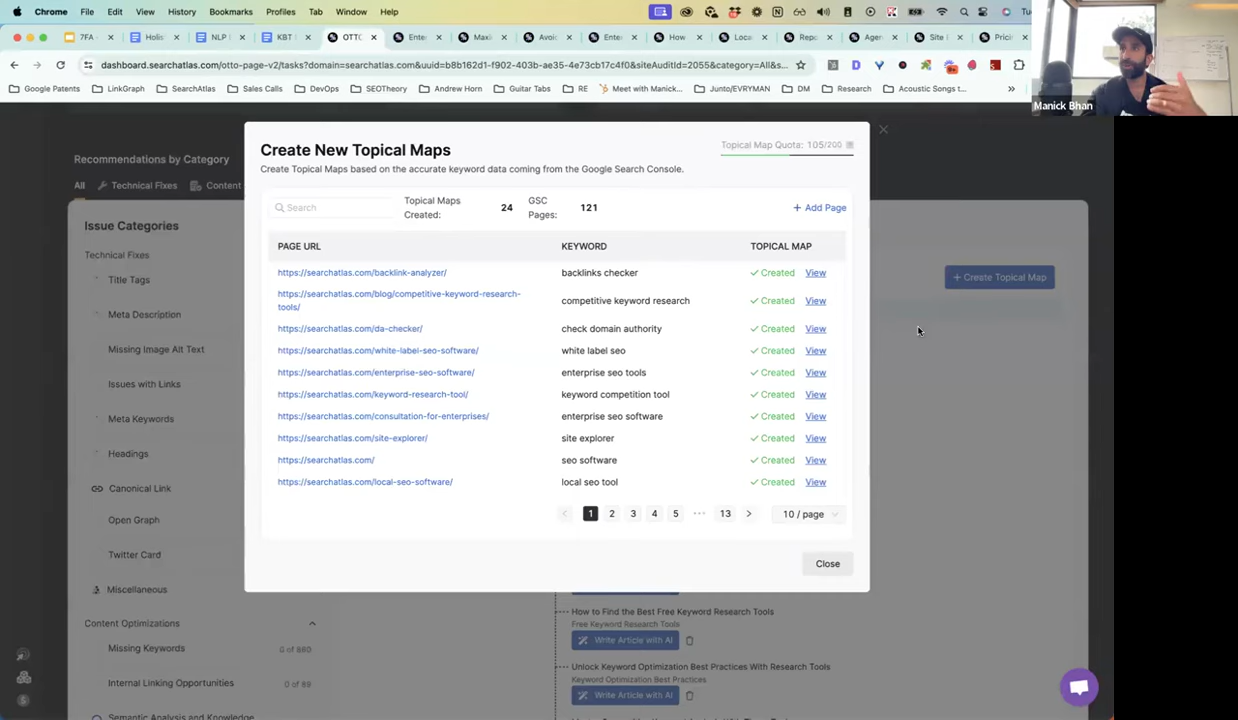 Chrome File Edit View History Bookmarks Profiles Tab Window Help
7FA - Holis NLP KBT OTTO Ente Maxi Avoi Ente How Loca Repo Agen Site Pricin
dashboard.searchatlas.com/otto-page-v2/tasks?domain=searchatlas.com&uuid=b8b162d1-f902-403b-ae35-4e73cb17c4f0&siteAuditId=2055&category=All&s...
Google Patents LinkGraph SearchAtlas Sales Calls DevOps SEOTheory Andrew Horn Guitar Tabs RE Meet with Manick... Junto/EVRYMAN DM Research Acoustic Songs t...
Manick Bhan
Recommendations by Category
All Technical Fixes Content
Issue Categories
Technical Fixes
Title Tags
Meta Description
Missing Image Alt Text
Issues with Links
Meta Keywords
Headings
Canonical Link
Open Graph
Twitter Card
Miscellaneous
Content Optimizations
Missing Keywords 0 of 880
Internal Linking Opportunities 0 of 89
Semantic Analysis and Knowledge
+ Create Topical Map
Create New Topical Maps
Topical Map Quota: 105/200
Create Topical Maps based on the accurate keyword data coming from the Google Search Console.
Search
Topical Maps Created: 24
GSC Pages: 121
+ Add Page
PAGE URL KEYWORD TOPICAL MAP
https://searchatlas.com/backlink-analyzer/ backlinks checker Created View
https://searchatlas.com/blog/competitive-keyword-research-
tools/ competitive keyword research Created View
https://searchatlas.com/da-checker/ check domain authority Created View
https://searchatlas.com/white-label-seo-software/ white label seo Created View
https://searchatlas.com/enterprise-seo-software/ enterprise seo tools Created View
https://searchatlas.com/keyword-research-tool/ keyword competition tool Created View
https://searchatlas.com/consultation-for-enterprises/ enterprise seo software Created View
https://searchatlas.com/site-explorer/ site explorer Created View
https://searchatlas.com/ seo software Created View
https://searchatlas.com/local-seo-software/ local seo tool Created View
1 2 3 4 5 ••• 13 10 / page
Close
How to Find the Best Free Keyword Research Tools
Free Keyword Research Tools
Write Article with AI
Unlock Keyword Optimization Best Practices With Research Tools
Keyword Optimization Best Practices
Write Article with AI